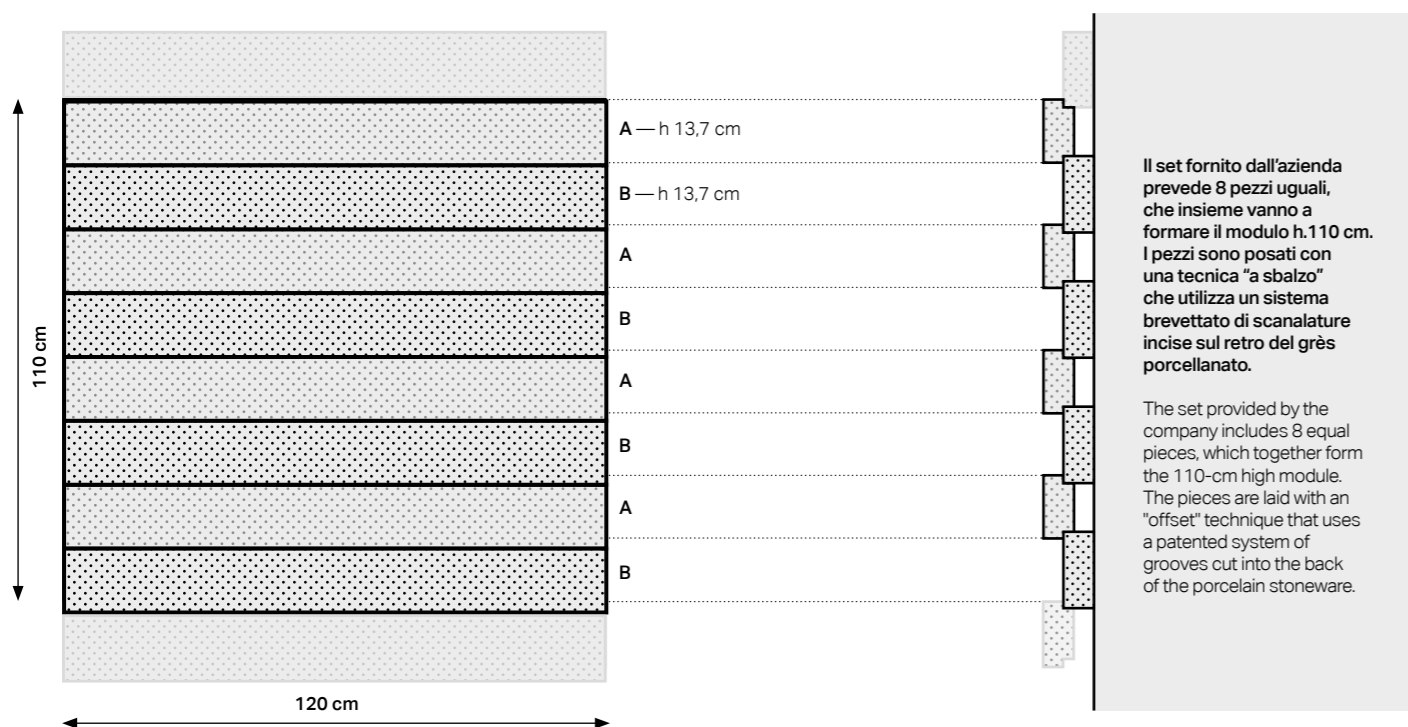 A — h 13,7 cm
B — h 13,7 cm
A
B
A
B
A
B
110 cm
120 cm
Il set fornito dall'azienda
prevede 8 pezzi uguali,
che insieme vanno a
formare il modulo h.110 cm.
I pezzi sono posati con
una tecnica “a sbalzo”
che utilizza un sistema
brevettato di scanalature
incise sul retro del grès
porcellanato.
The set provided by the
company includes 8 equal
pieces, which together form
the 110-cm high module.
The pieces are laid with an
"offset" technique that uses
a patented system of
grooves cut into the back
of the porcelain stoneware.